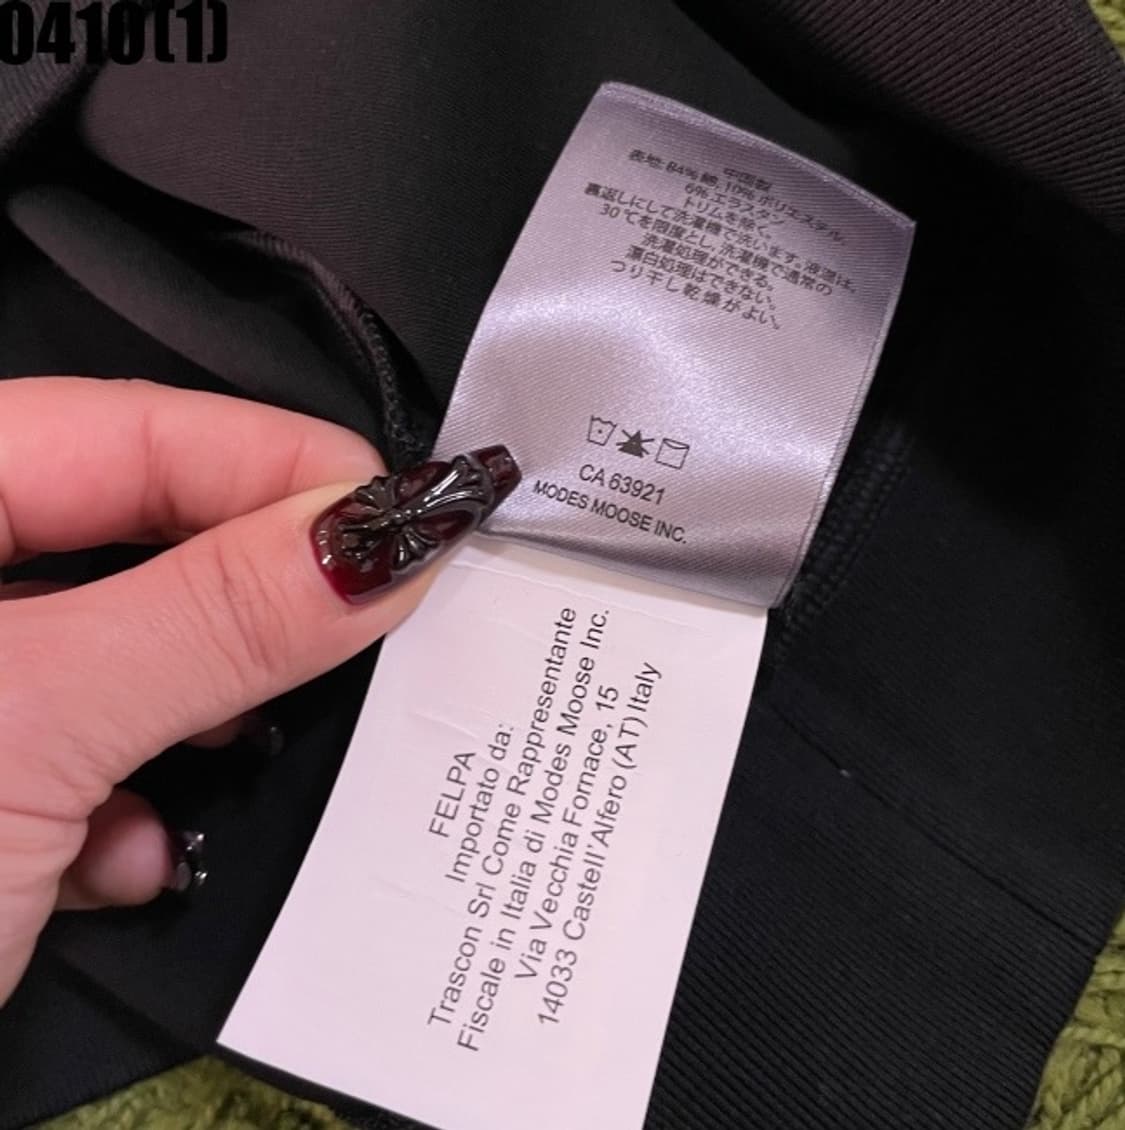 0410(1)
中国製
表地: 84% 綿, 10% ポリエステル,
6% エラスタン
トリムを除く。
裏返しにして洗濯機で洗います. 液温は,
30 ℃を限度とし, 洗濯機で通常の
洗濯処理ができる。
漂白処理はできない。
つり干し乾燥がよい。
CA 63921
MODES MOOSE INC.
FELPA
Importato da:
Trascon Srl Come Rappresentante
Fiscale in Italia di Modes Moose Inc.
Via Vecchia Fornace, 15
14033 Castell'Alfero (AT) Italy